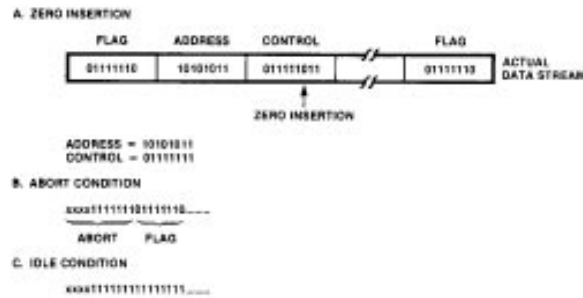 A. ZERO INSERTION
FLAG ADDRESS CONTROL FLAG
01111110 10101011 011111011 01111110 ACTUAL DATA STREAM
ZERO INSERTION
ADDRESS = 10101011
CONTROL = 01111111
B. ABORT CONDITION
xxxx1111111101111110....
ABORT FLAG
C. IDLE CONDITION
xxxx111111111111111....